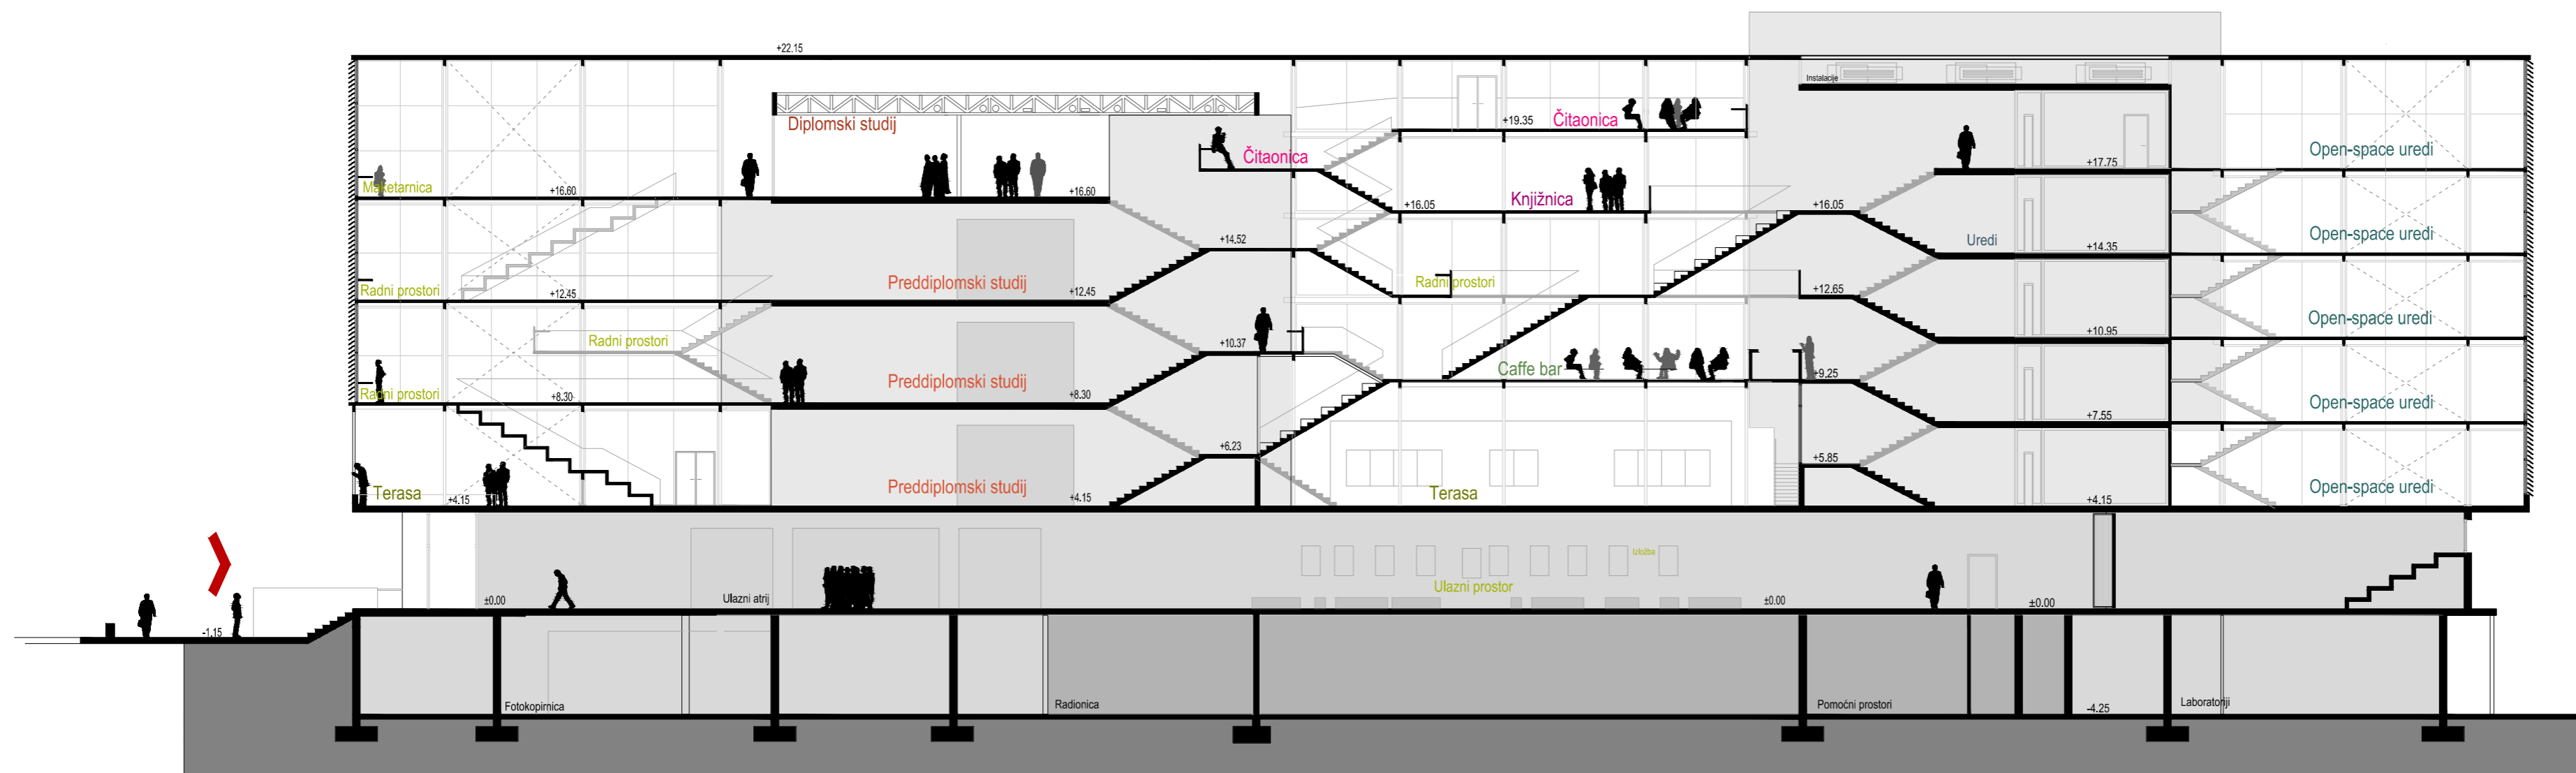 +22.15
Instalacije
Diplomski studij
+19.35
Čitaonica
Čitaonica
Open-space uredi
+17.75
Maketarnica
+16.60
+16.60
Knjižnica
+16.05
+16.05
Open-space uredi
+14.52
Uredi
+14.35
Preddiplomski studij
Radni prostori
Radni prostori
+12.45
+12.45
+12.65
Open-space uredi
+10.95
Radni prostori
+10.37
Caffe bar
+9.25
Preddiplomski studij
Radni prostori
+8.30
+8.30
Open-space uredi
+7.55
+6.23
+5.85
Terasa
+4.15
Preddiplomski studij
+4.15
Terasa
+4.15
Open-space uredi
Izložba
Ulazni prostor
±0.00
Ulazni atrij
±0.00
±0.00
-1.15
Fotokopirnica
Radionica
Pomoćni prostori
-4.25
Laboratoriji